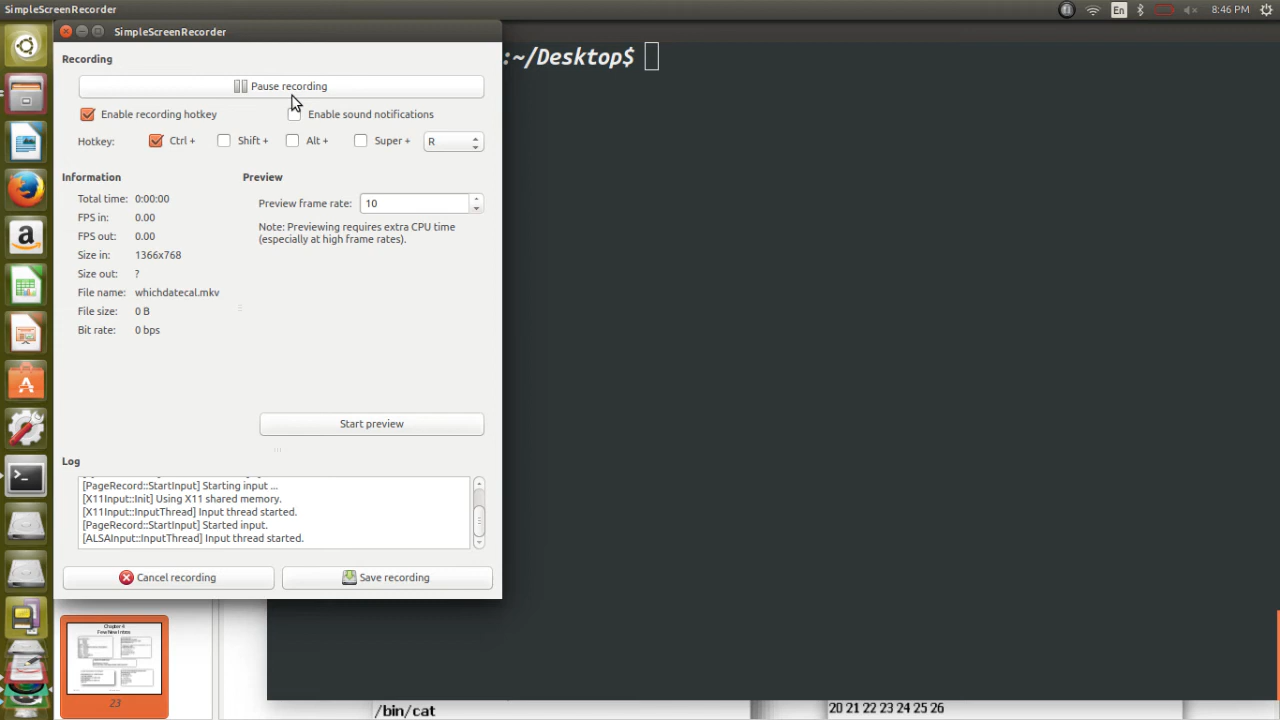 SimpleScreenRecorder
En
8:46 PM
SimpleScreenRecorder
:~/Desktop$
Recording
Pause recording
Enable recording hotkey
Enable sound notifications
Hotkey:
Ctrl +
Shift +
Alt +
Super +
R
Information
Preview
Total time: 0:00:00
Preview frame rate: 10
FPS in: 0.00
Note: Previewing requires extra CPU time
(especially at high frame rates).
FPS out: 0.00
Size in: 1366x768
Size out: ?
File name: whichdatecal.mkv
File size: 0 B
Bit rate: 0 bps
Start preview
Log
[PageRecord::StartInput] Starting input ...
[X11Input::Init] Using X11 shared memory.
[X11Input::InputThread] Input thread started.
[PageRecord::StartInput] Started input.
[ALSAInput::InputThread] Input thread started.
Cancel recording
Save recording
Chapter-4
Few New Intros
23
/bin/cat
20 21 22 23 24 25 26